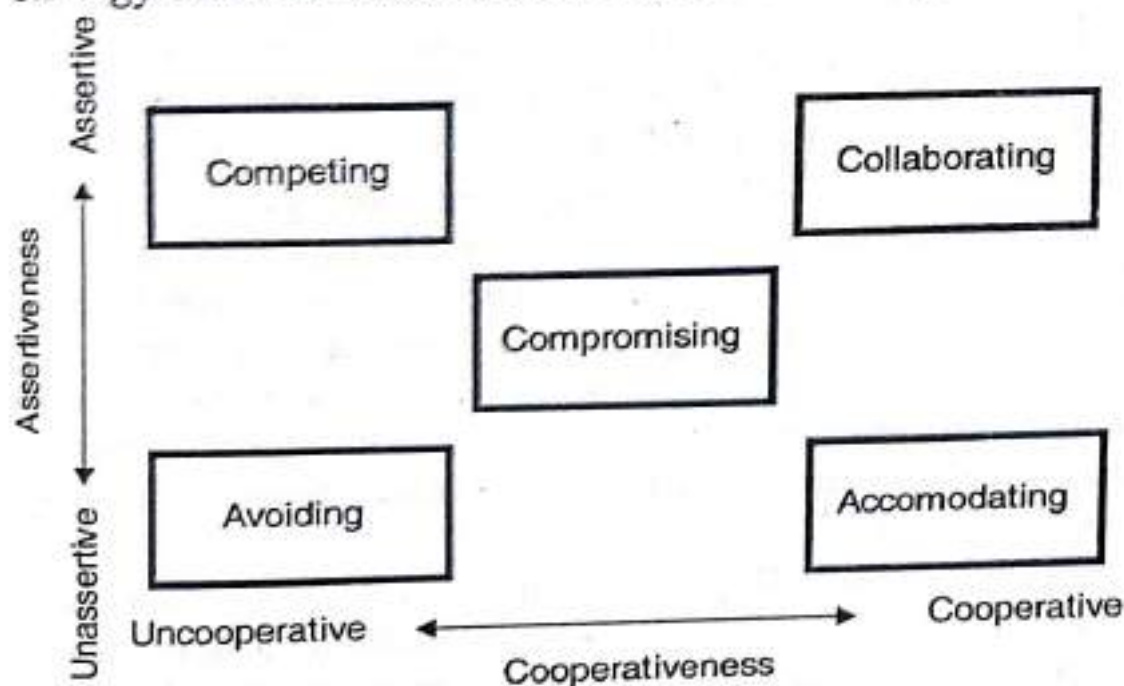 Assertive
Competing
Collaborating
Assertiveness
Compromising
Avoiding
Accomodating
Unassertive
Uncooperative
Cooperative
Cooperativeness